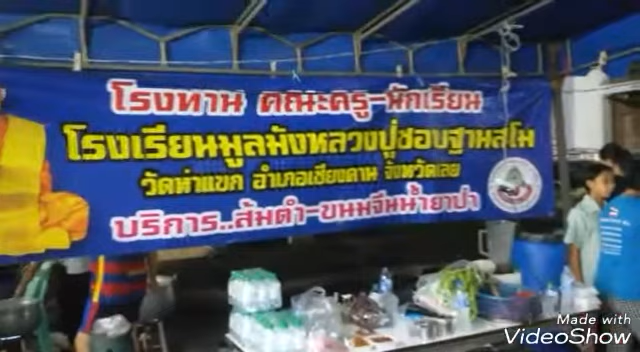 โรงทาน คณะครู-นักเรียน
โรงเรียนมูลมังหลวงปู่ชอบฐานสโม
วัดท่าแขก อำเภอเชียงคาน จังหวัดเลย
บริการ..ส้มตำ-ขนมจีนน้ำยาป่า
Made with
VideoShow